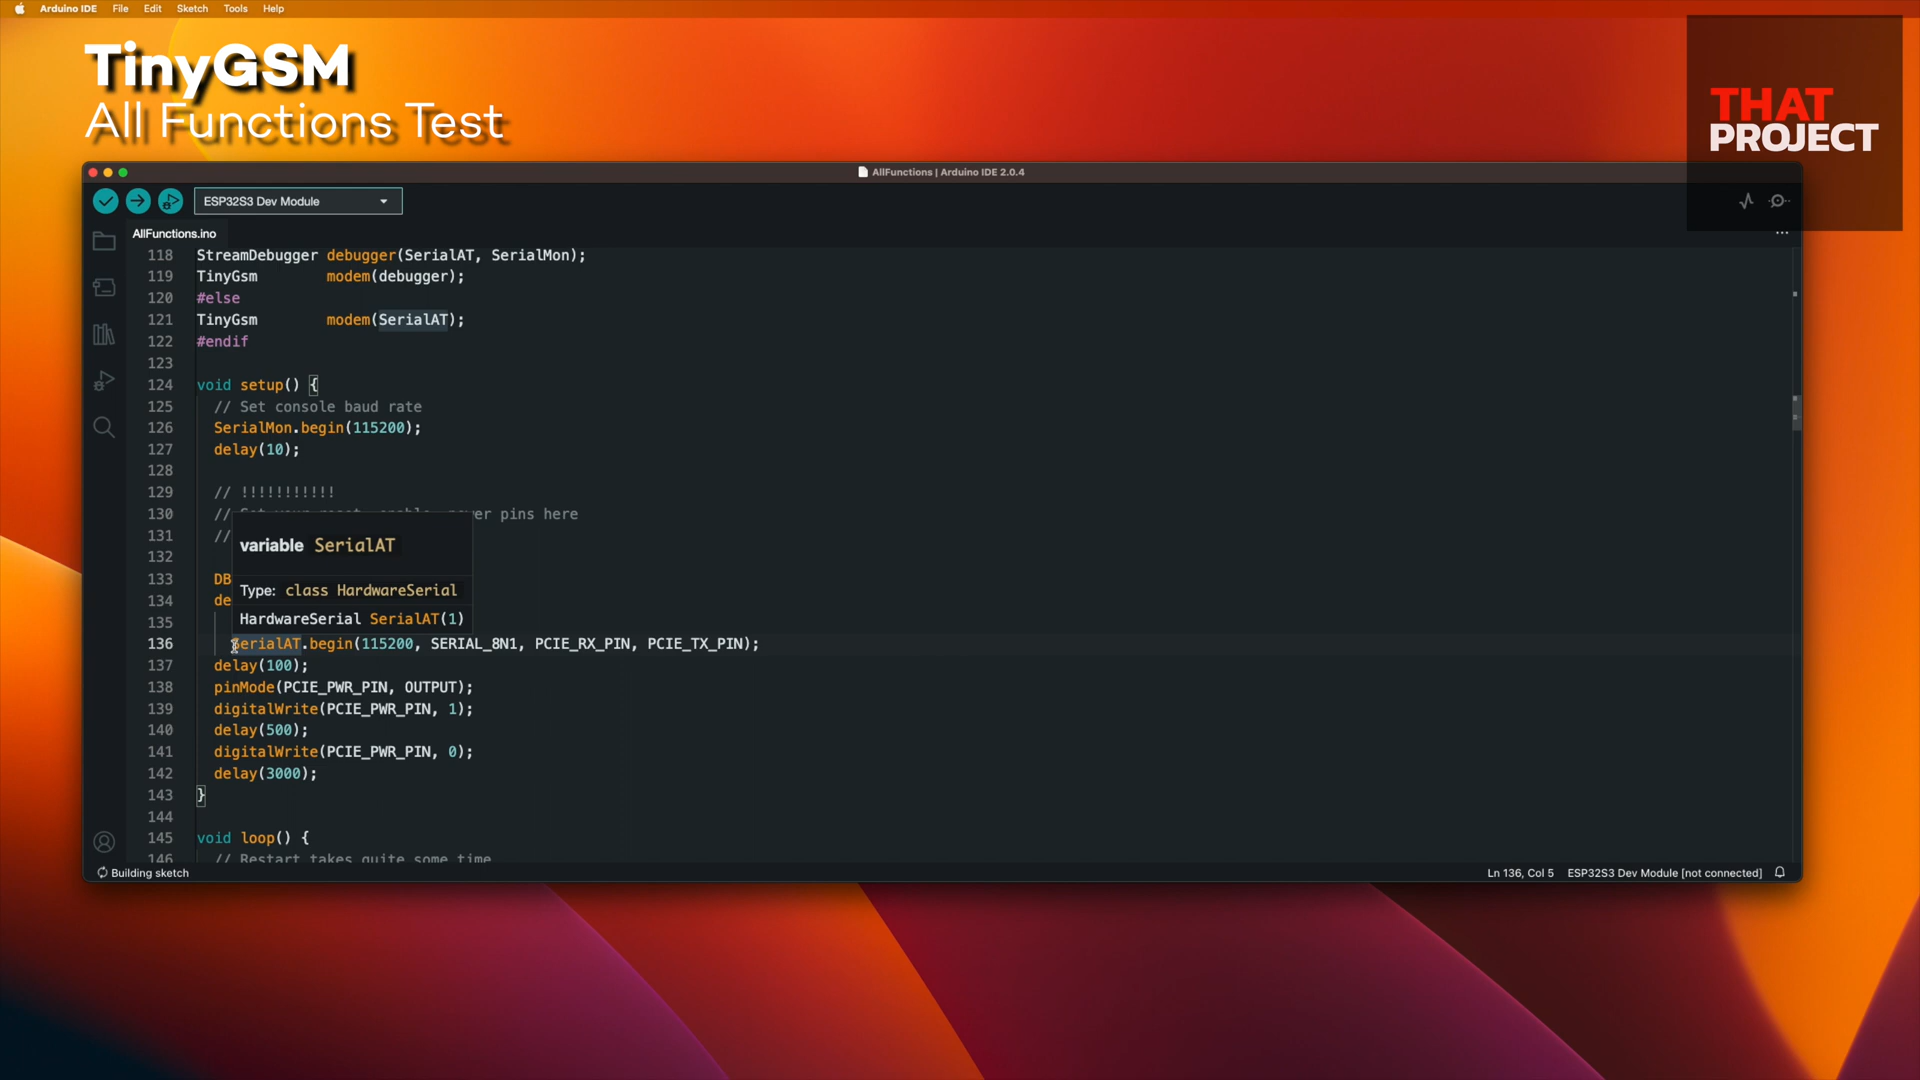 Arduino IDE File Edit Sketch Tools Help
TinyGSM
All Functions Test
THAT
PROJECT
AllFunctions | Arduino IDE 2.0.4
ESP32S3 Dev Module
AllFunctions.ino
...
118 StreamDebugger debugger(SerialAT, SerialMon);
119 TinyGsm modem(debugger);
120 #else
121 TinyGsm modem(SerialAT);
122 #endif
123
124 void setup() {
125 // Set console baud rate
126 SerialMon.begin(115200);
127 delay(10);
128
129 // !!!!!!!!!!!
130 // pins here
131 //
132
variable SerialAT
133 DB
Type: class HardwareSerial
134 de
HardwareSerial SerialAT(1)
135
136 SerialAT.begin(115200, SERIAL_8N1, PCIE_RX_PIN, PCIE_TX_PIN);
137 delay(100);
138 pinMode(PCIE_PWR_PIN, OUTPUT);
139 digitalWrite(PCIE_PWR_PIN, 1);
140 delay(500);
141 digitalWrite(PCIE_PWR_PIN, 0);
142 delay(3000);
143 }
144
145 void loop() {
146 // Restart takes quite some time
Building sketch
Ln 136, Col 5 ESP32S3 Dev Module [not connected]